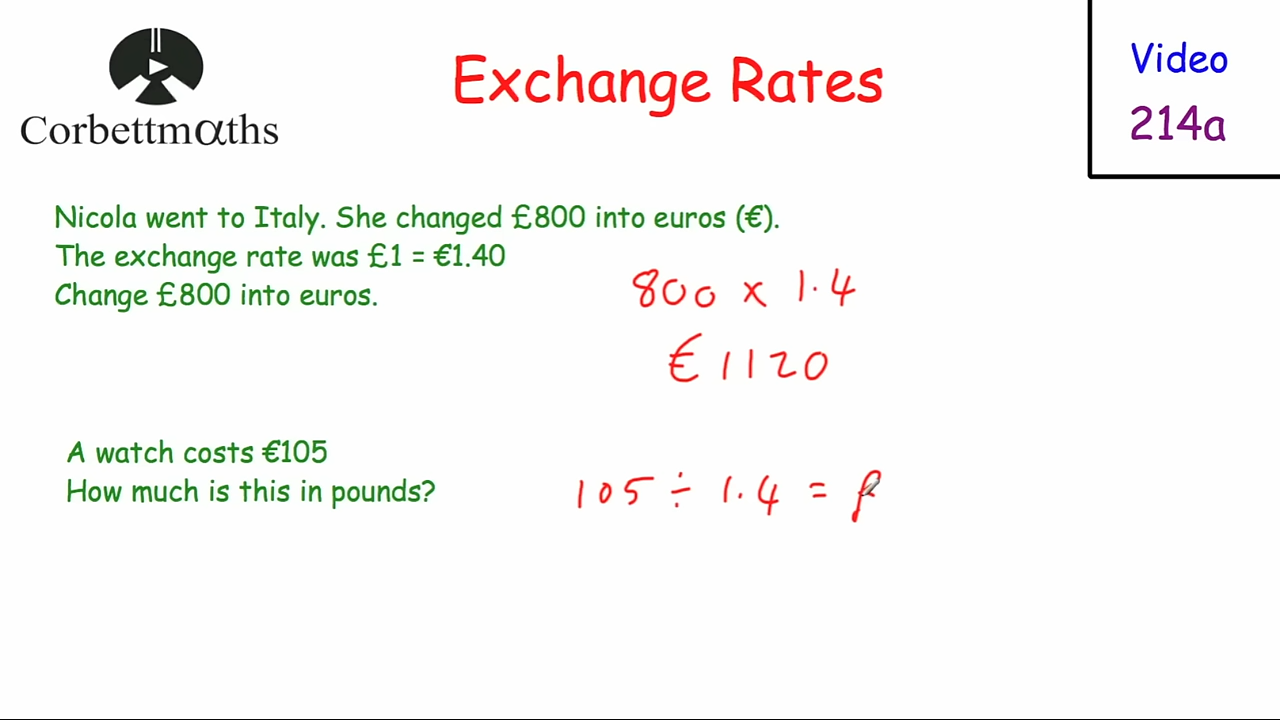 Corbettmαths
Exchange Rates
Video
214a
Nicola went to Italy. She changed £800 into euros (€).
The exchange rate was £1 = €1.40
Change £800 into euros.
800 x 1.4
€1120
A watch costs €105
How much is this in pounds?
105 ÷ 1.4 = £